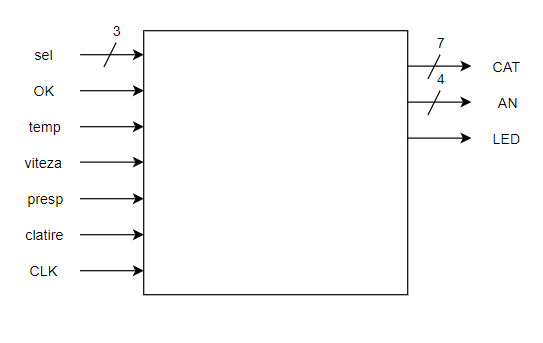 3
sel
OK
temp
viteza
presp
clatire
CLK
7
CAT
4
AN
LED